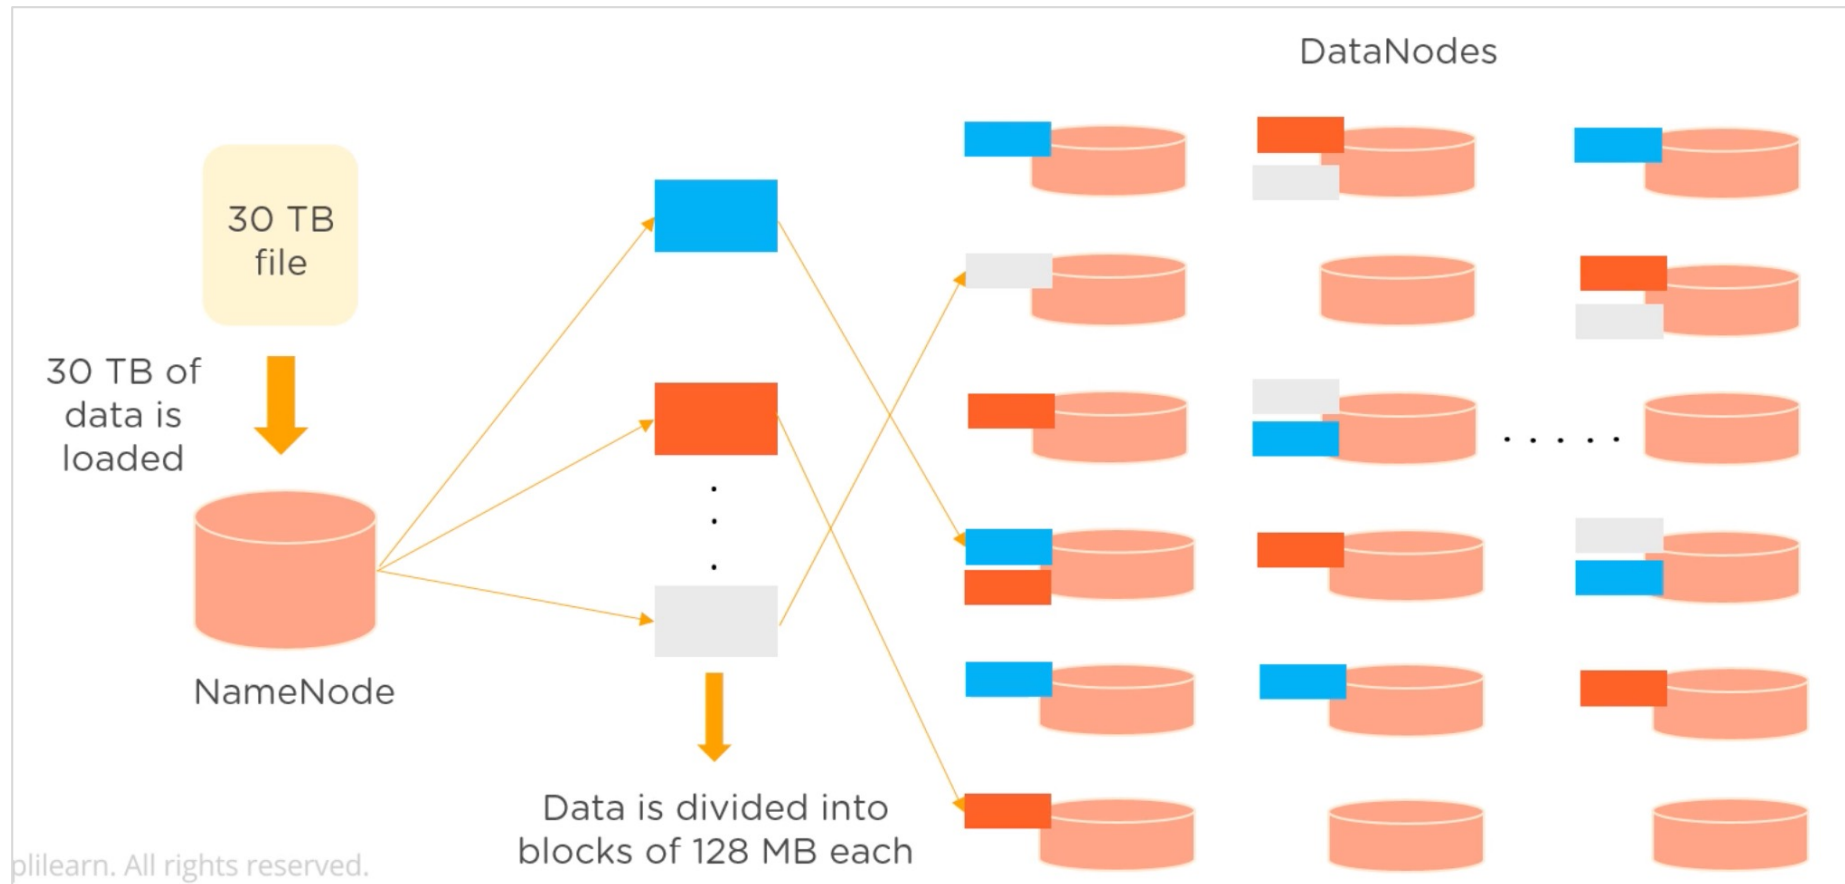 DataNodes
30 TB
file
30 TB of
data is
loaded
NameNode
Data is divided into
blocks of 128 MB each
plilearn. All rights reserved.